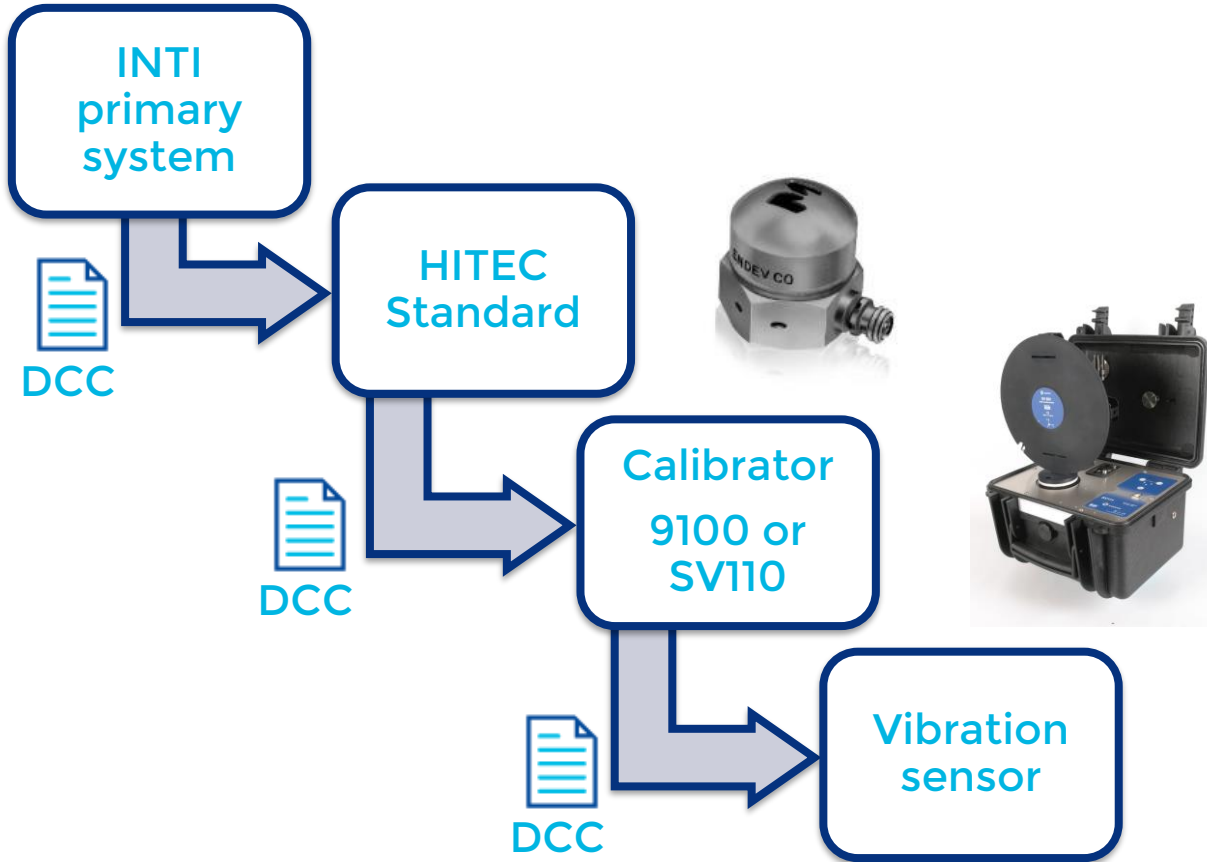 INTI
primary
system
DCC
HITEC
Standard
ENDEVCO
DCC
Calibrator
9100 or
SV110
DCC
Vibration
sensor